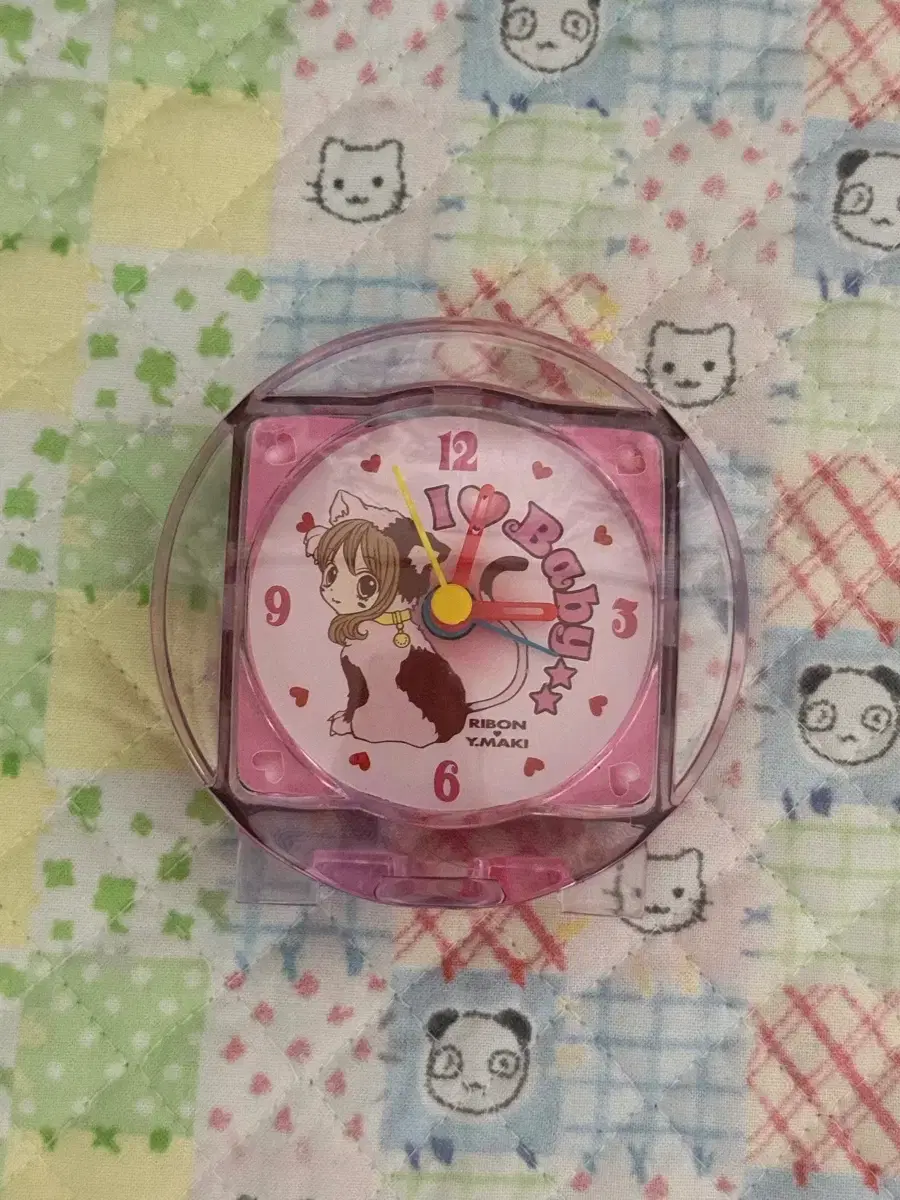 12
I ♥ Baby ★★★
9
3
RIBON
♥
Y.MAKI
6